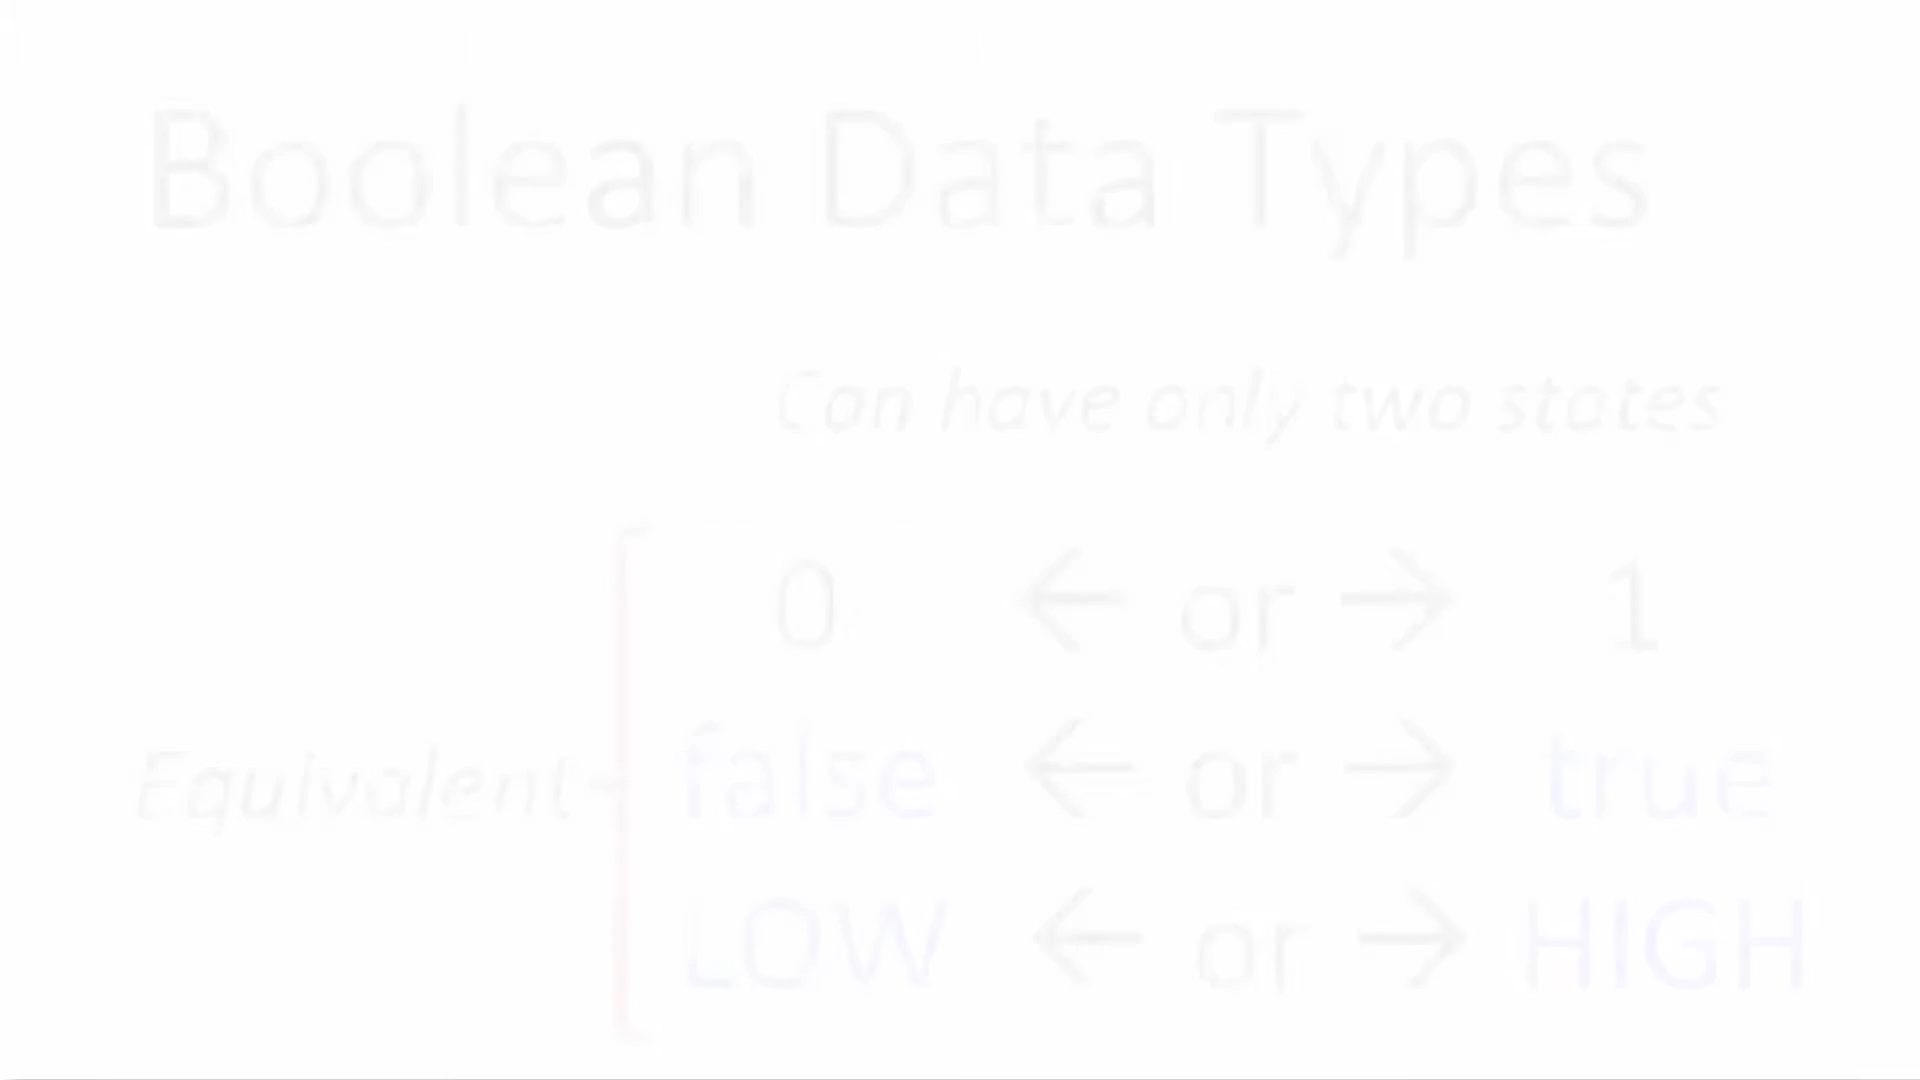 Boolean Data Types
Can have only two states
0 ← or → 1
Equivalent false ← or → true
LOW ← or → HIGH